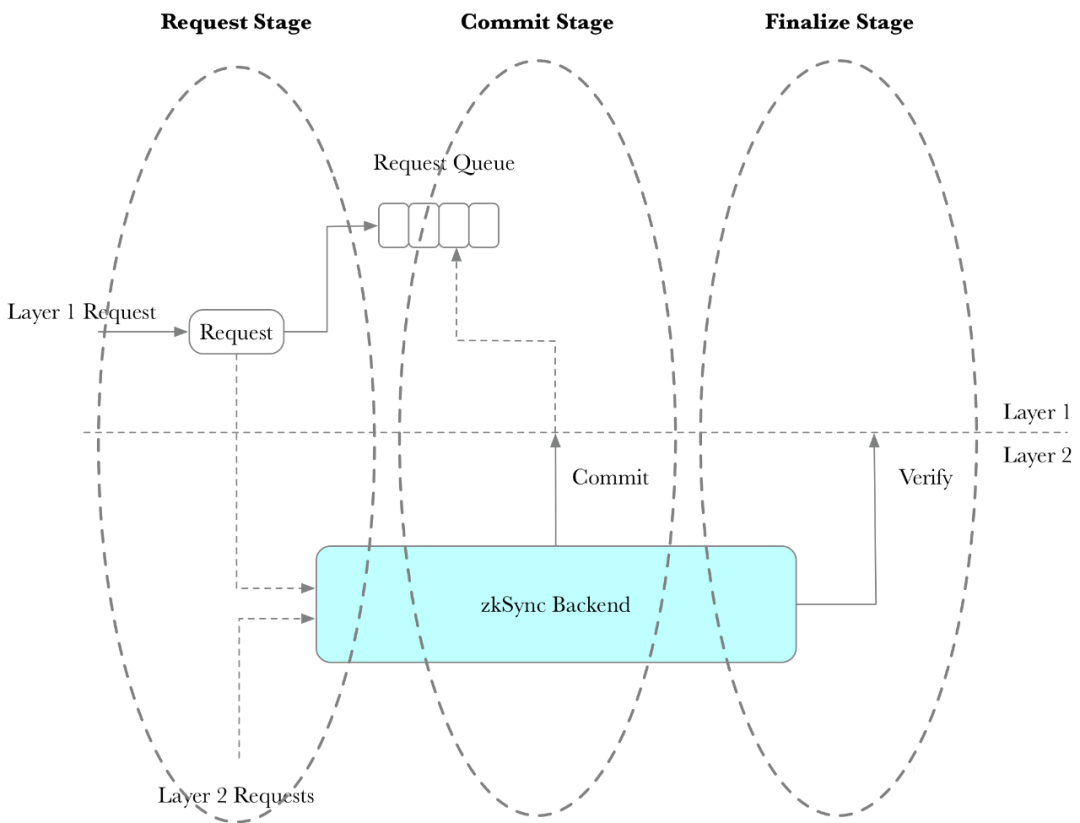 Request Stage
Commit Stage
Finalize Stage
Request Queue
Layer 1 Request
Request
Layer 1
Layer 2
Commit
Verify
zkSync Backend
Layer 2 Requests